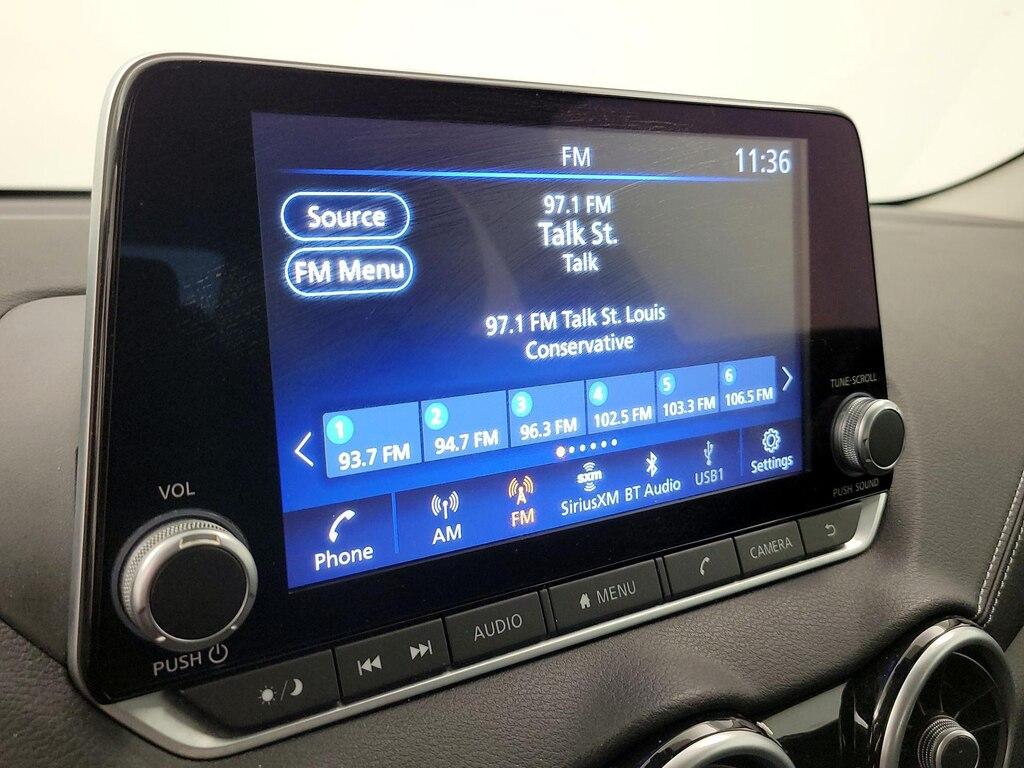 FM
11:36
Source
FM Menu
97.1 FM
Talk St.
Talk
97.1 FM Talk St. Louis
Conservative
1
93.7 FM
2
94.7 FM
3
96.3 FM
4
102.5 FM
5
103.3 FM
6
106.5 FM
Phone
AM
FM
sxm
SiriusXM
BT Audio
USB1
Settings
VOL
PUSH
TUNE·SCROLL
PUSH SOUND
AUDIO
MENU
CAMERA